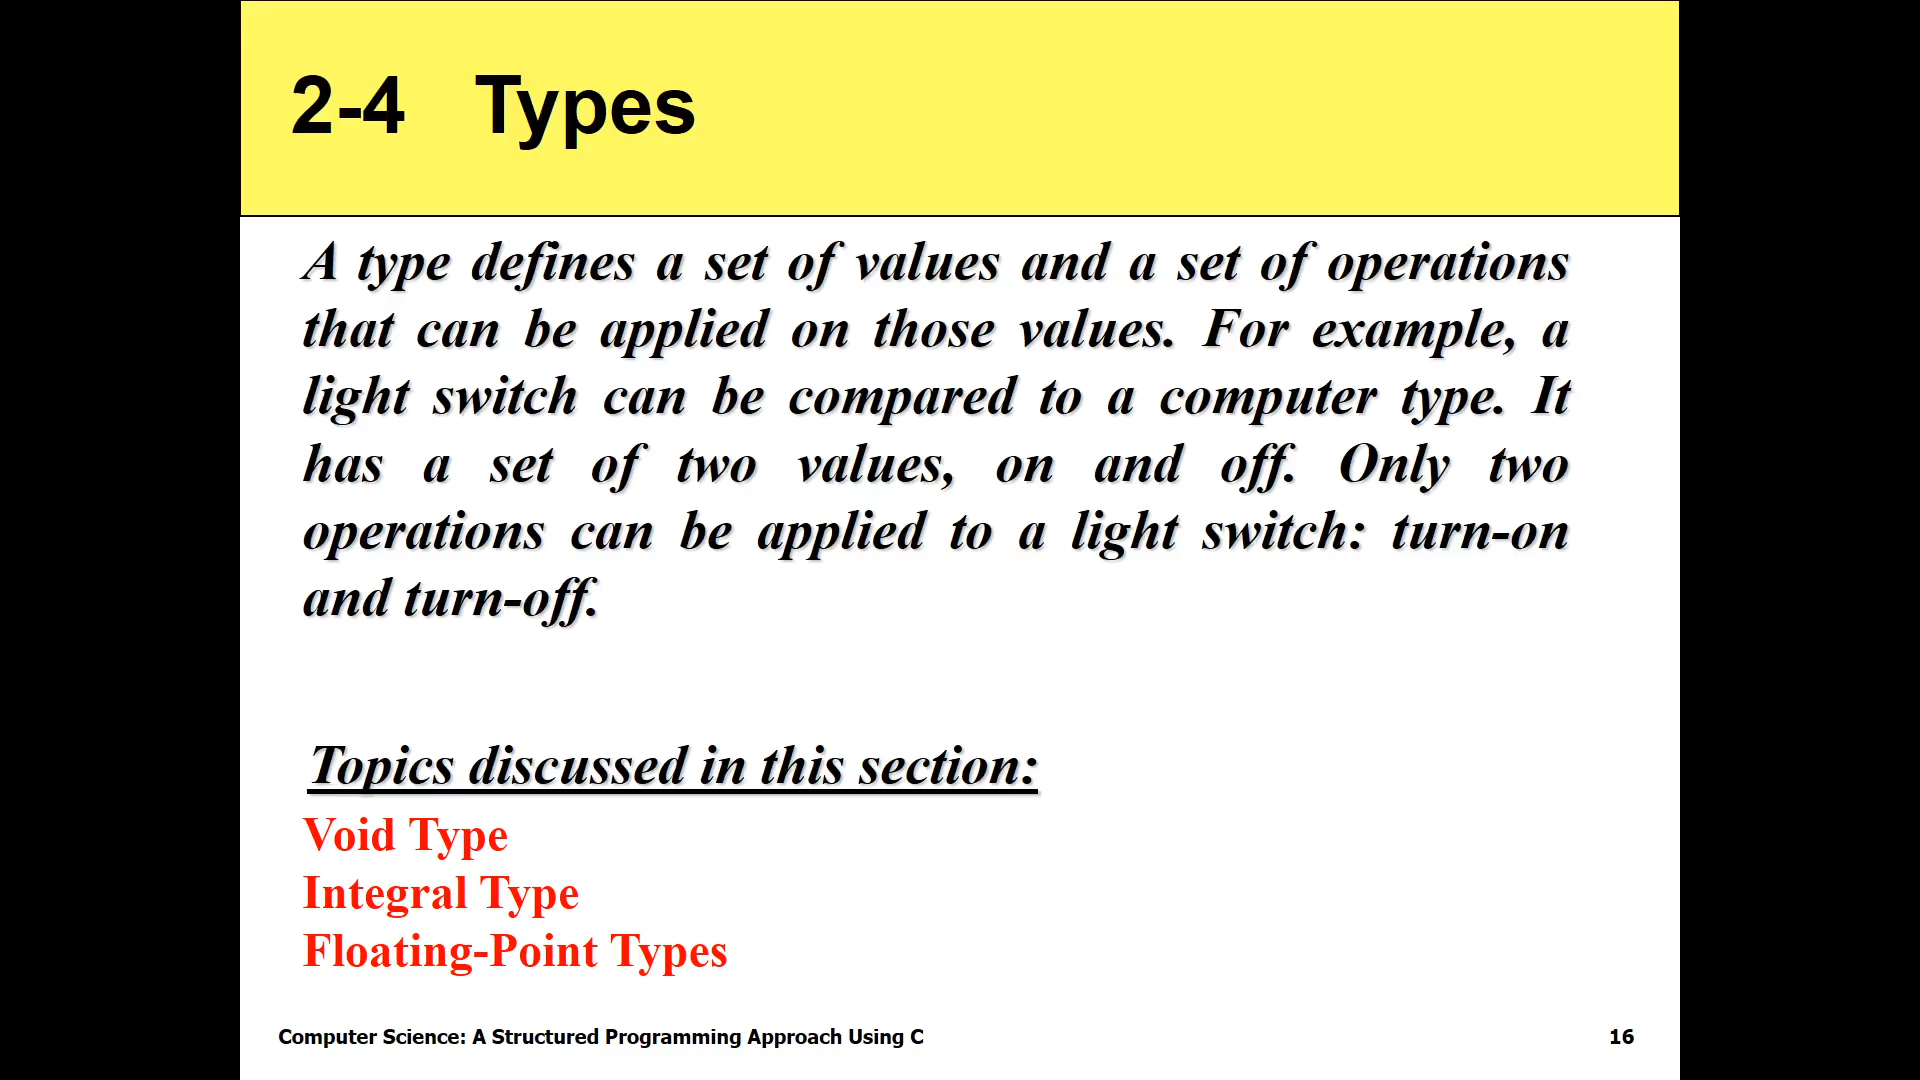 2-4 Types
A type defines a set of values and a set of operations
that can be applied on those values. For example, a
light switch can be compared to a computer type. It
has a set of two values, on and off. Only two
operations can be applied to a light switch: turn-on
and turn-off.
Topics discussed in this section:
Void Type
Integral Type
Floating-Point Types
Computer Science: A Structured Programming Approach Using C
16